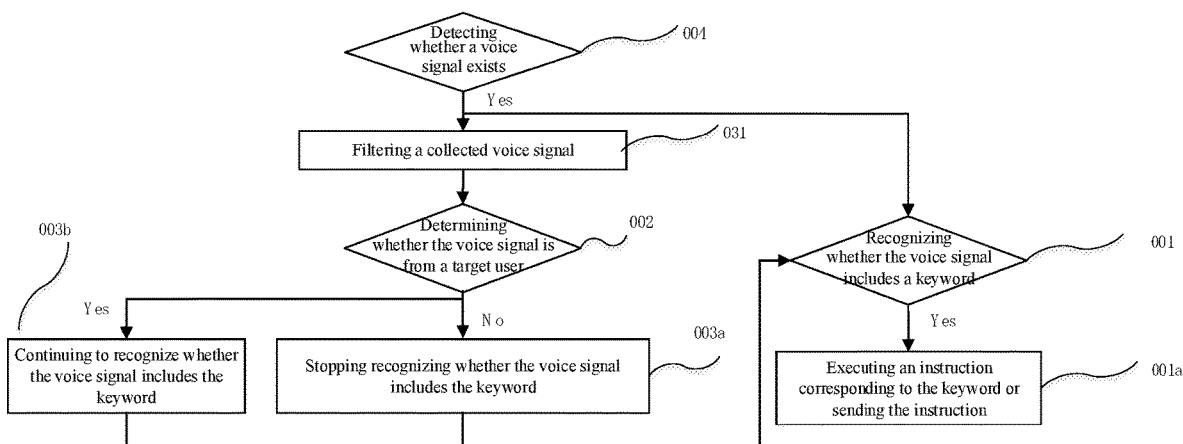 Detecting
whether a voice
signal exists
004
Yes
Filtering a collected voice signal
031
Determining
whether the voice signal is
from a target user
002
003b
Recognizing
whether the voice signal
includes a keyword
001
Yes
No
Yes
003a
Continuing to recognize whether
the voice signal includes the
keyword
Stopping recognizing whether the voice signal
includes the keyword
Executing an instruction
corresponding to the keyword or
sending the instruction
001a